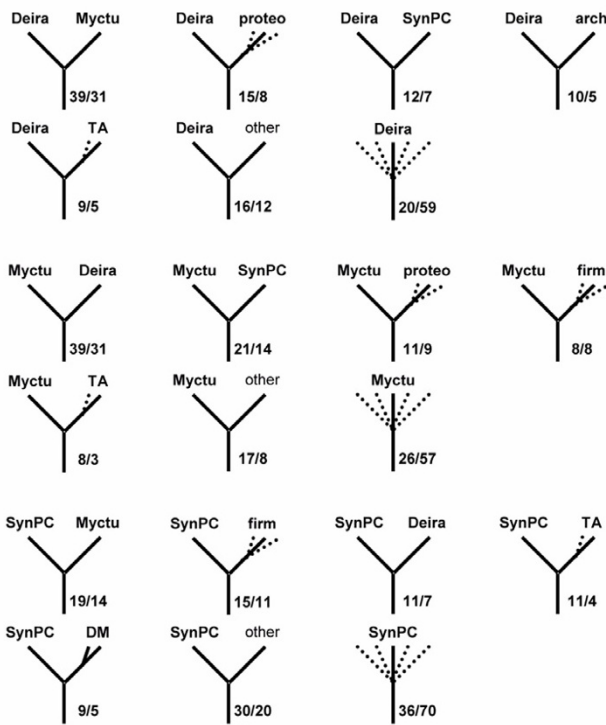 Deira Myctu Deira proteo Deira SynPC Deira arch
39/31 15/8 12/7 10/5
Deira TA Deira other Deira
9/5 16/12 20/59
Myctu Deira Myctu SynPC Myctu proteo Myctu firm
39/31 21/14 11/9 8/8
Myctu TA Myctu other Myctu
8/3 17/8 26/57
SynPC Myctu SynPC firm SynPC Deira SynPC TA
19/14 15/11 11/7 11/4
SynPC DM SynPC other SynPC
9/5 30/20 36/70